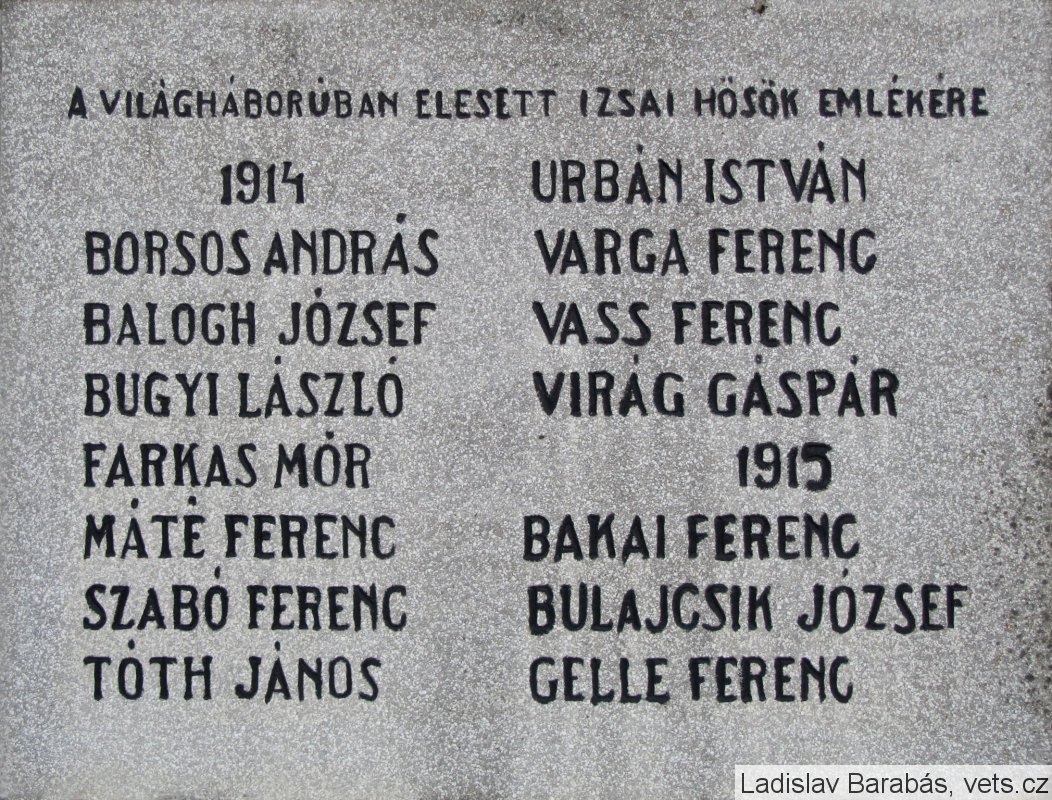 A VILÁGHÁBORÚBAN ELESETT IZSAI HŐSÖK EMLÉKÉRE
1914
BORSOS ANDRÁS
BALOGH JÓZSEF
BUGYI LÁSZLÓ
FARKAS MÓR
MÁTÉ FERENC
SZABÓ FERENC
TÓTH JÁNOS
URBÁN ISTVÁN
VARGA FERENC
VASS FERENC
VIRÁG GÁSPÁR
1915
BAKAI FERENC
BULAJCSIK JÓZSEF
GELLE FERENC
Ladislav Barabás, vets.cz